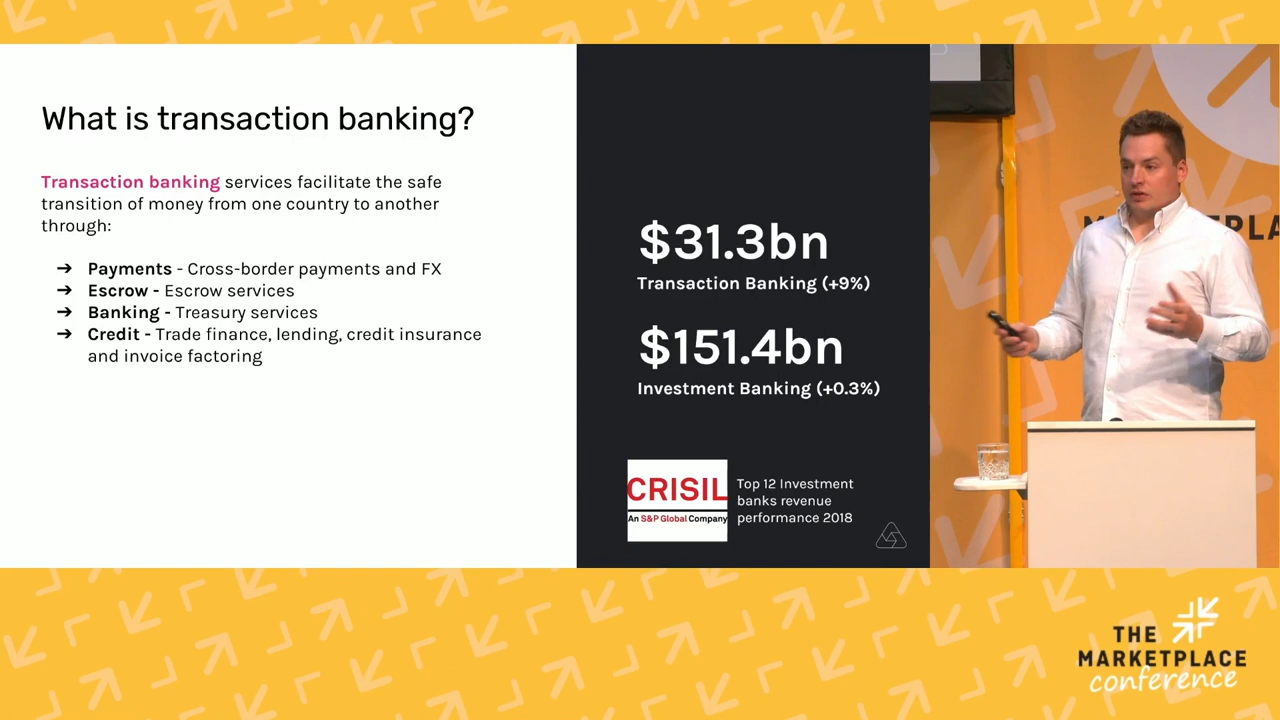 What is transaction banking?
Transaction banking services facilitate the safe
transition of money from one country to another
through:
➔ Payments - Cross-border payments and FX
➔ Escrow - Escrow services
➔ Banking - Treasury services
➔ Credit - Trade finance, lending, credit insurance
and invoice factoring
$31.3bn
Transaction Banking (+9%)
$151.4bn
Investment Banking (+0.3%)
CRISIL
An S&P Global Company
Top 12 Investment
banks revenue
performance 2018
THE
MARKETPLACE
conference